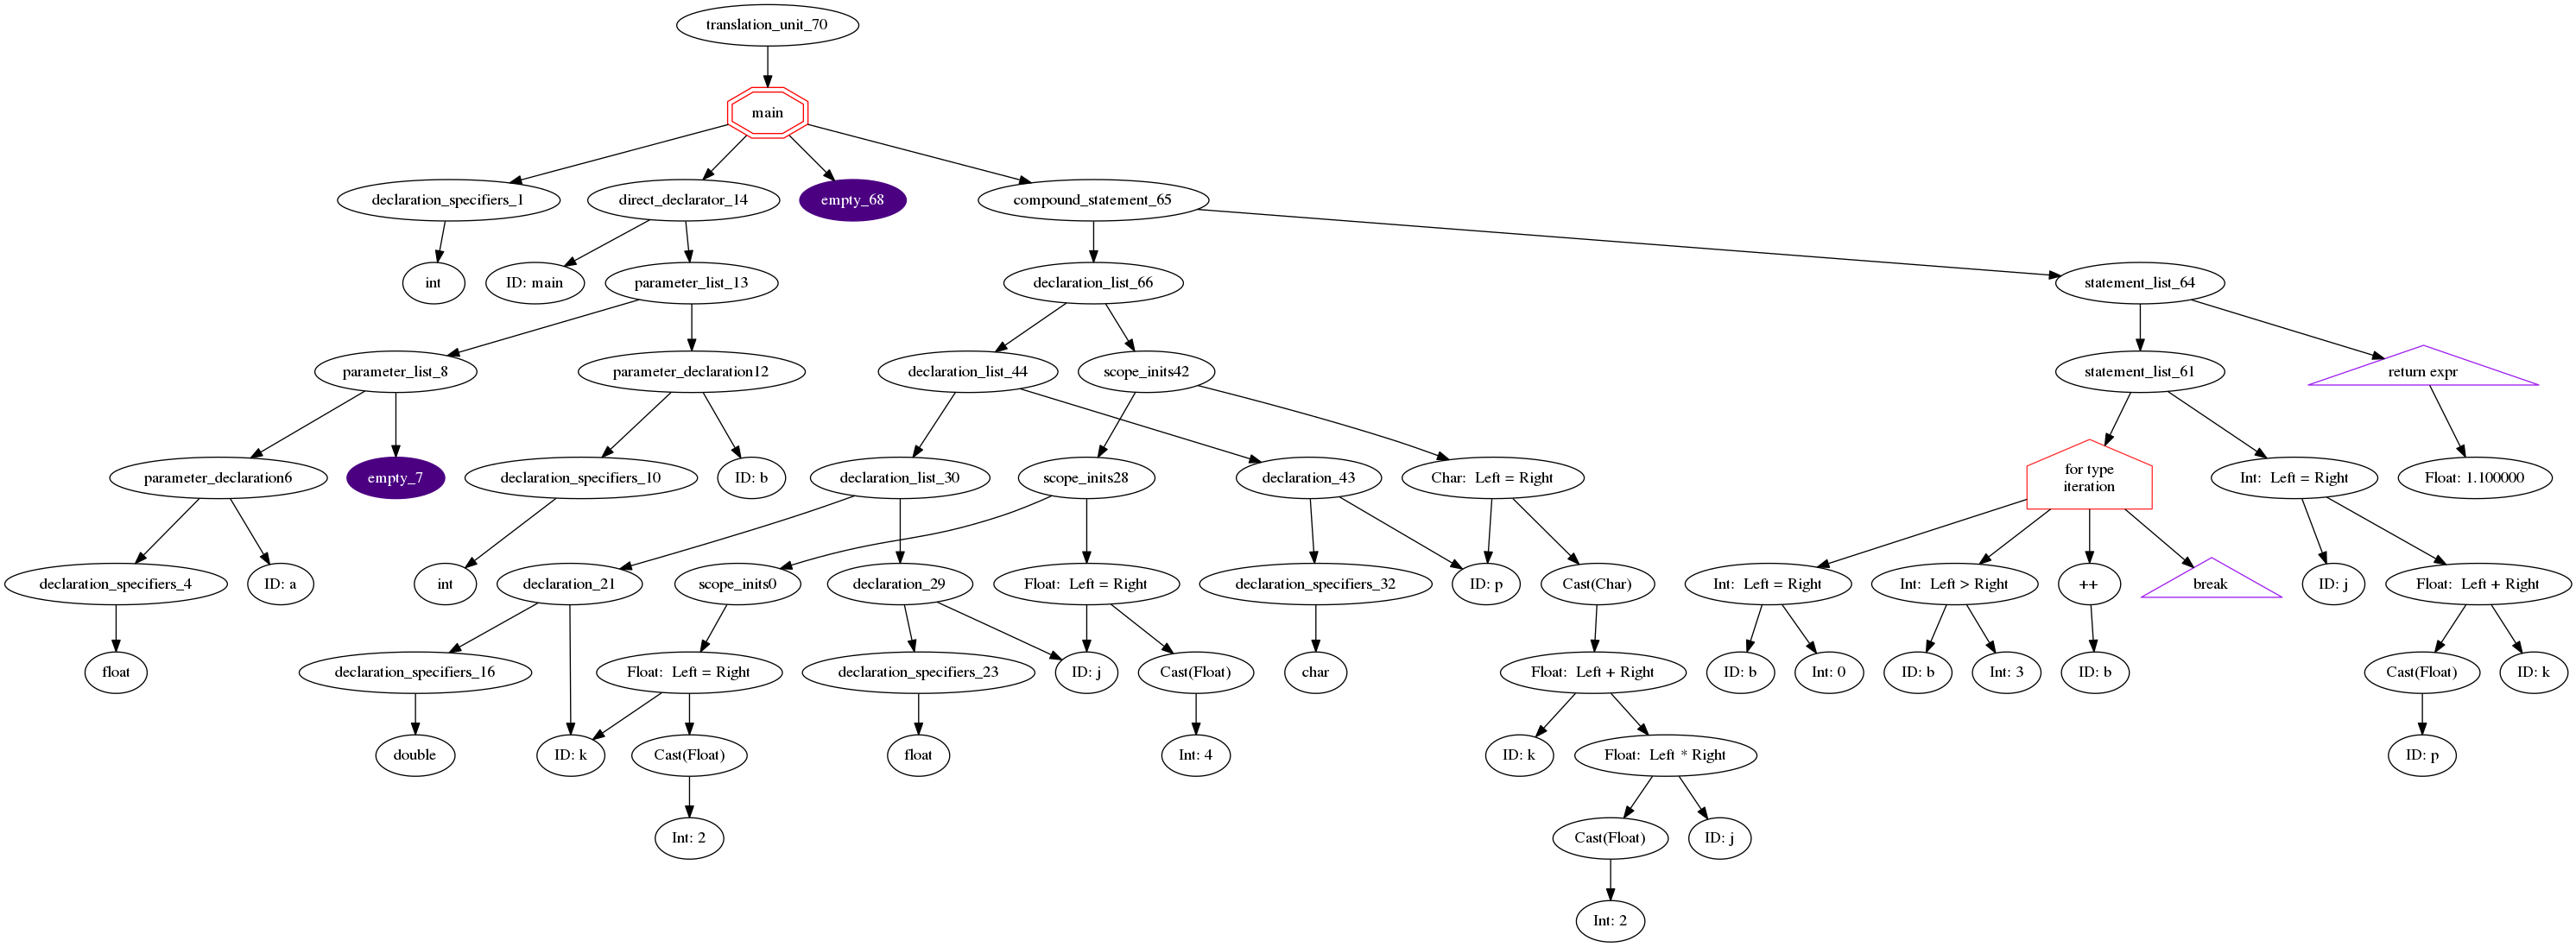 translation_unit_70
main
declaration_specifiers_1
direct_declarator_14
empty_68
compound_statement_65
int
ID: main
parameter_list_13
declaration_list_66
statement_list_64
parameter_list_8
parameter_declaration12
declaration_list_44
scope_inits42
statement_list_61
return expr
parameter_declaration6
empty_7
declaration_specifiers_10
ID: b
declaration_list_30
scope_inits28
declaration_43
Char:  Left = Right
for type
iteration
Int:  Left = Right
Float: 1.100000
declaration_specifiers_4
ID: a
int
declaration_21
scope_inits0
declaration_29
Float:  Left = Right
declaration_specifiers_32
ID: p
Cast(Char)
Int:  Left = Right
Int:  Left > Right
++
break
ID: j
Float:  Left + Right
float
declaration_specifiers_16
Float:  Left = Right
declaration_specifiers_23
ID: j
Cast(Float)
char
Float:  Left + Right
ID: b
Int: 0
ID: b
Int: 3
ID: b
Cast(Float)
ID: k
double
ID: k
Cast(Float)
float
Int: 4
ID: k
Float:  Left * Right
ID: p
Int: 2
Cast(Float)
ID: j
Int: 2